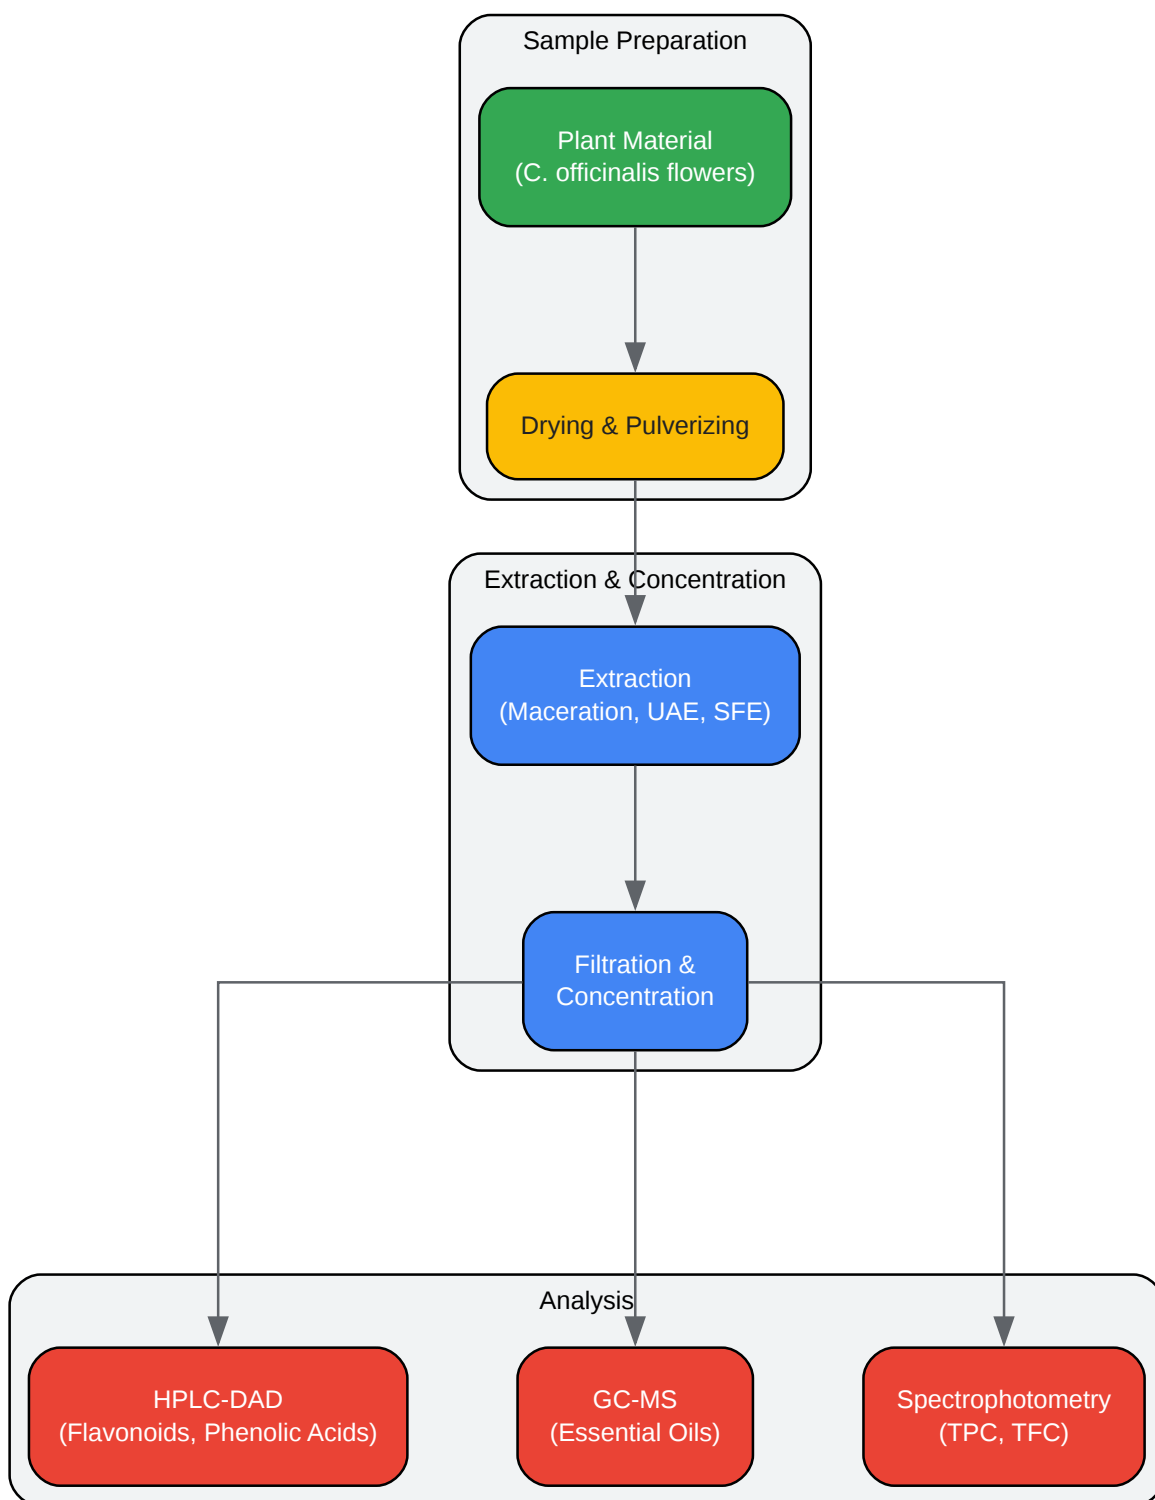 Sample Preparation
Plant Material
(C. officinalis flowers)
Drying & Pulverizing
Extraction & Concentration
Extraction
(Maceration, UAE, SFE)
Filtration &
Concentration
Analysis
HPLC-DAD
(Flavonoids, Phenolic Acids)
GC-MS
(Essential Oils)
Spectrophotometry
(TPC, TFC)